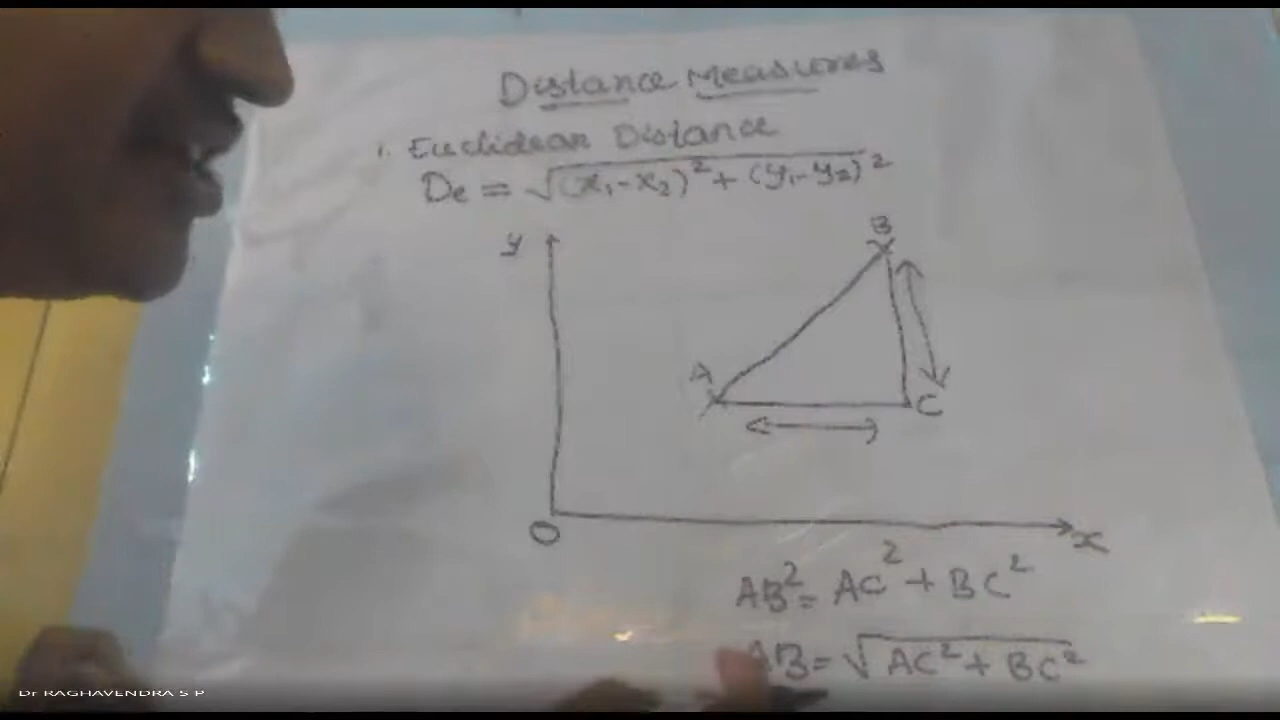 Distance Measures
1. Euclidean Distance
De = √(x₁-x₂)² + (y₁-y₂)²
y
B
A
C
O
x
AB² = AC² + BC²
AB = √AC² + BC²
Dr RAGHAVENDRA S P